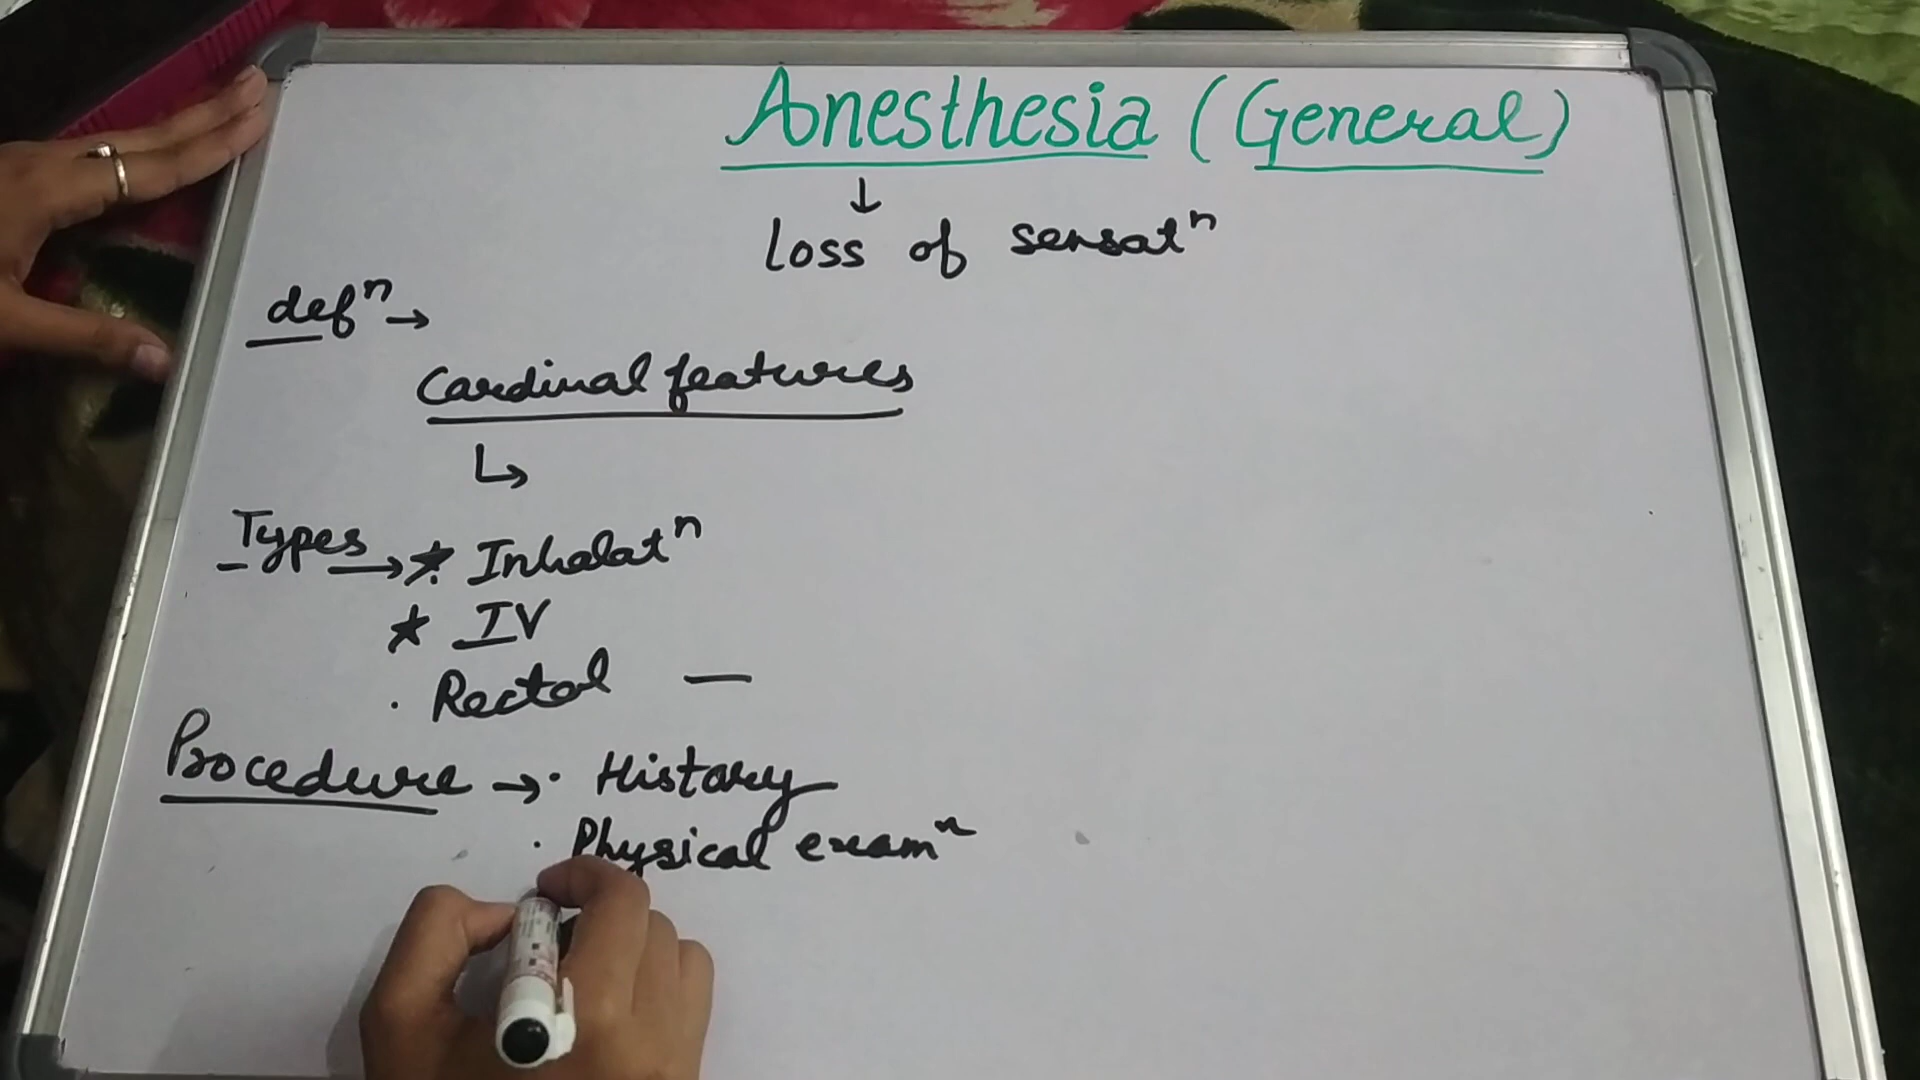 Anesthesia (General)
↓
Loss of sensatⁿ
defⁿ →
Cardinal features
↳
Types → * Inhalatⁿ
* IV
· Rectal —
Procedure → · History
· Physical examⁿ